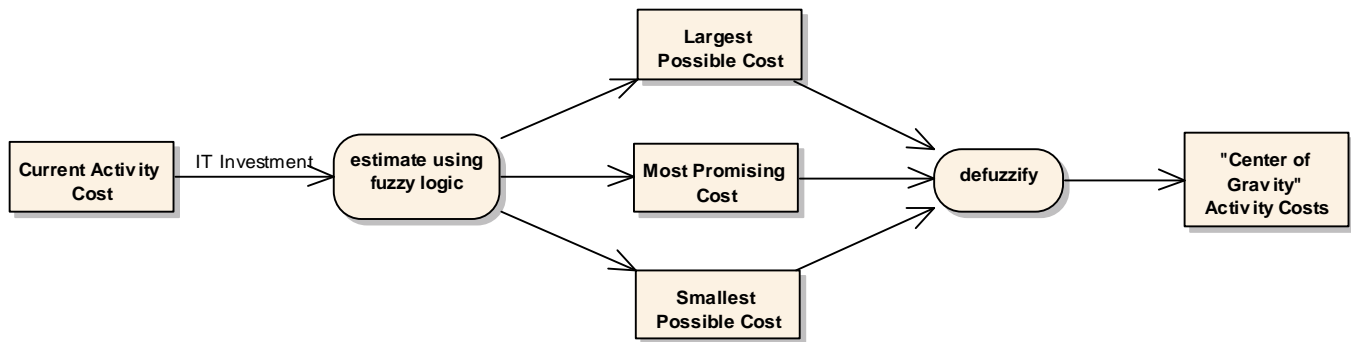 Current Activity
Cost
IT Investment
estimate using
fuzzy logic
Largest
Possible Cost
Most Promising
Cost
Smallest
Possible Cost
defuzzify
"Center of
Gravity"
Activity Costs